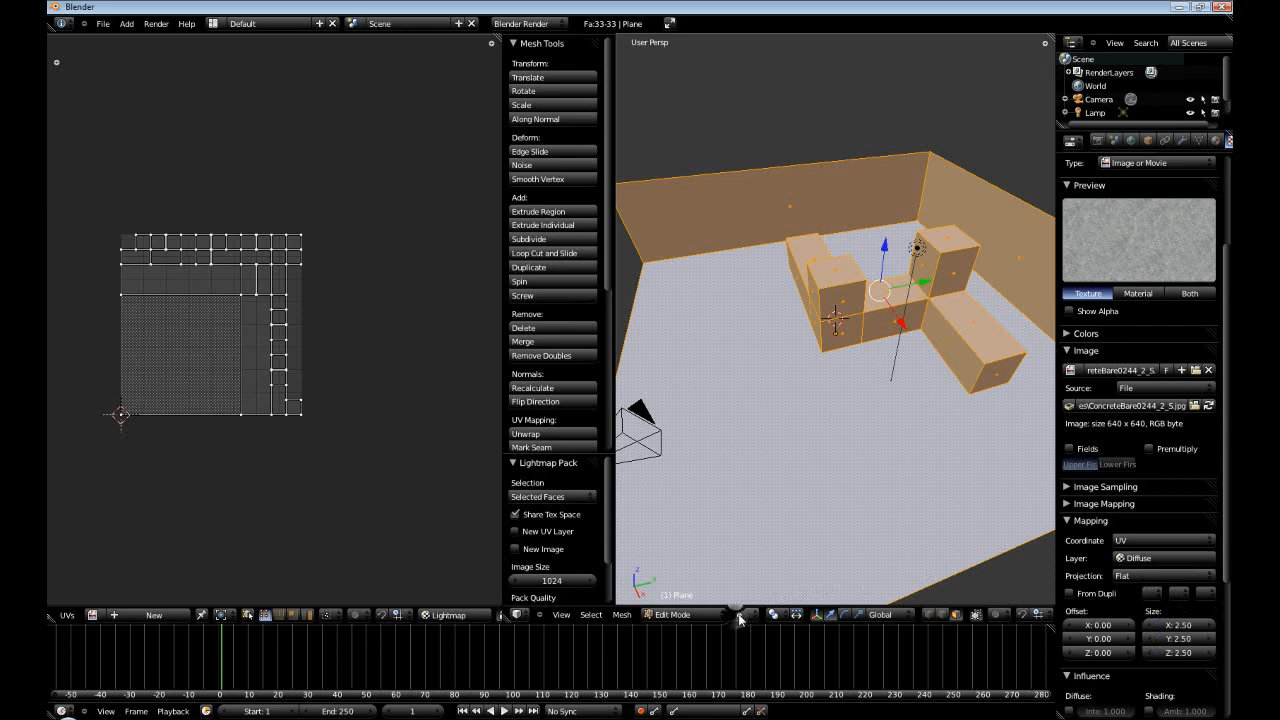 Blender
File Add Render Help Default Scene Blender Render Fa:33-33 | Plane
Mesh Tools
Transform:
Translate
Rotate
Scale
Along Normal
Deform:
Edge Slide
Noise
Smooth Vertex
Add:
Extrude Region
Extrude Individual
Subdivide
Loop Cut and Slide
Duplicate
Spin
Screw
Remove:
Delete
Merge
Remove Doubles
Normals:
Recalculate
Flip Direction
UV Mapping:
Unwrap
Mark Seam
Lightmap Pack
Selection
Selected Faces
Share Tex Space
New UV Layer
New Image
Image Size
1024
Pack Quality
User Persp
z
y
x
(1) Plane
View Search All Scenes
Scene
RenderLayers
World
Camera
Lamp
Type: Image or Movie
Preview
Texture Material Both
Show Alpha
Colors
Image
reteBare0244_2_S. F
Source: File
es\ConcreteBare0244_2_S.jpg
Image: size 640 x 640, RGB byte
Fields Premultiply
Upper Fir Lower Firs
Image Sampling
Image Mapping
Mapping
Coordinate UV
Layer: Diffuse
Projection: Flat
From Dupli
Offset: Size:
X: 0.00 X: 2.50
Y: 0.00 Y: 2.50
Z: 0.00 Z: 2.50
Influence
Diffuse: Shading:
Inte: 1.000 Amb: 1.000
UVs New Lightmap View Select Mesh Edit Mode Global
-50 -40 -30 -20 -10 0 10 20 30 40 50 60 70 80 90 100 110 120 130 140 150 160 170 180 190 200 210 220 230 240 250 260 270 280
View Frame Playback Start: 1 End: 250 1 No Sync